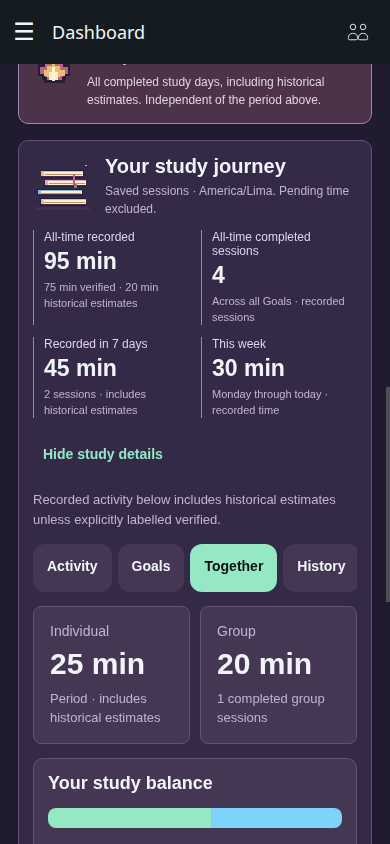 Dashboard
All completed study days, including historical
estimates. Independent of the period above.
Your study journey
Saved sessions · America/Lima. Pending time
excluded.
All-time recorded
95 min
75 min verified · 20 min
historical estimates
All-time completed
sessions
4
Across all Goals · recorded
sessions
Recorded in 7 days
45 min
2 sessions · includes
historical estimates
This week
30 min
Monday through today ·
recorded time
Hide study details
Recorded activity below includes historical estimates
unless explicitly labelled verified.
Activity
Goals
Together
History
Individual
25 min
Period · includes
historical estimates
Group
20 min
1 completed group
sessions
Your study balance